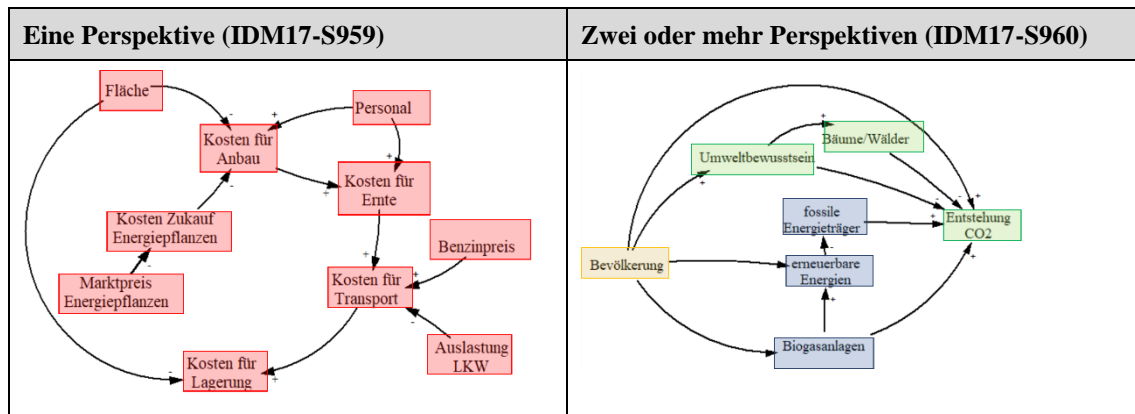 Eine Perspektive (IDM17-S959)
Zwei oder mehr Perspektiven (IDM17-S960)
Fläche
-
-
+
Personal
Kosten für
Anbau
+
-
+
Kosten für
Ernte
Kosten Zukauf
Energiepflanzen
-
Marktpreis
Energiepflanzen
+
Benzinpreis
+
Kosten für
Transport
-
Auslastung
LKW
Kosten für
Lagerung
-
+
+
Bäume/Wälder
Umweltbewusstsein
+
-
-
+
fossile
Energieträger
+
Entstehung
CO2
-
+
Bevölkerung
erneuerbare
Energien
+
Biogasanlagen